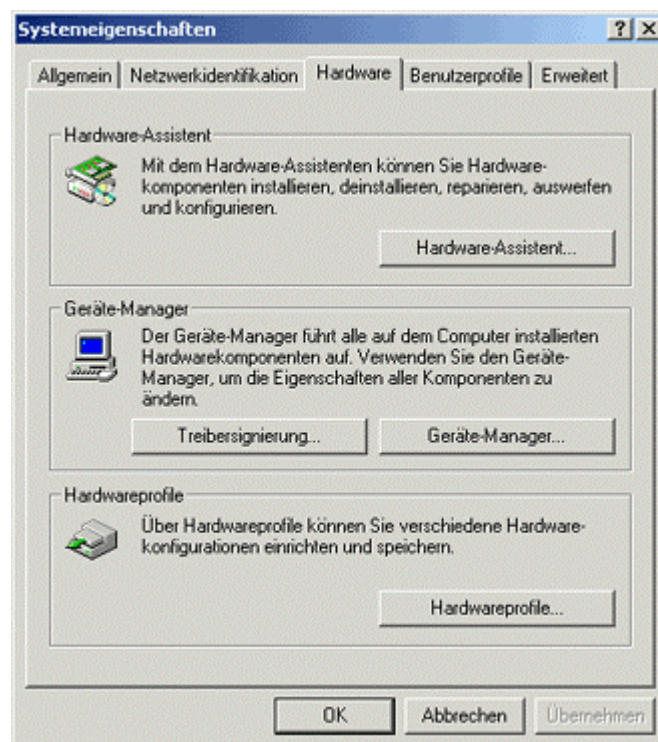 Systemeigenschaften
Allgemein Netzwerkidentifikation Hardware Benutzerprofile Erweitert
Hardware-Assistent
Mit dem Hardware-Assistenten können Sie Hardware-
komponenten installieren, deinstallieren, reparieren, auswerfen
und konfigurieren.
Hardware-Assistent...
Geräte-Manager
Der Geräte-Manager führt alle auf dem Computer installierten
Hardwarekomponenten auf. Verwenden Sie den Geräte-
Manager, um die Eigenschaften aller Komponenten zu
ändern.
Treibersignierung... Geräte-Manager...
Hardwareprofile
Über Hardwareprofile können Sie verschiedene Hardware-
konfigurationen einrichten und speichern.
Hardwareprofile...
OK Abbrechen Übernehmen